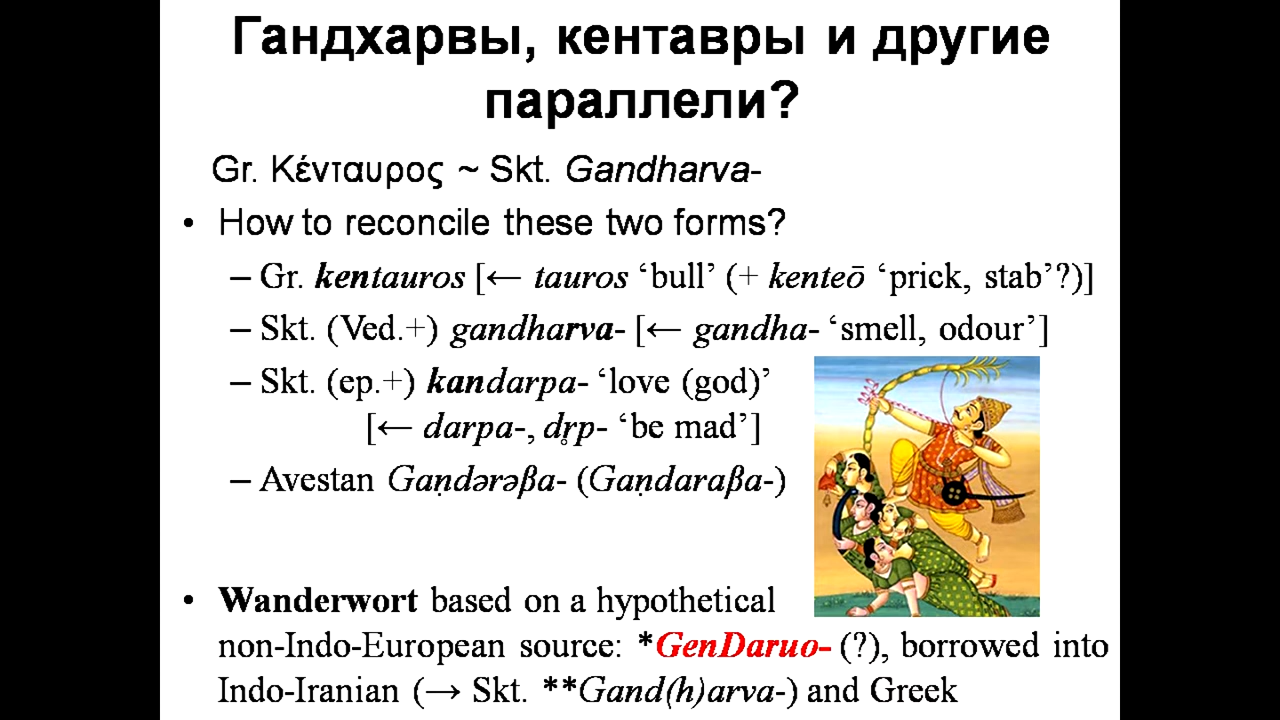 Гандхарвы, кентавры и другие
параллели?
Gr. Κένταυρος ~ Skt. Gandharva-
• How to reconcile these two forms?
– Gr. kentauros [← tauros ‘bull’ (+ kenteō ‘prick, stab’?)]
– Skt. (Ved.+) gandharva- [← gandha- ‘smell, odour’]
– Skt. (ep.+) kandarpa- ‘love (god)’
[← darpa-, dr̥p- ‘be mad’]
– Avestan Gaṇdərəβa- (Gaṇdaraβa-)
• Wanderwort based on a hypothetical
non-Indo-European source: *GenDaruo- (?), borrowed into
Indo-Iranian (→ Skt. **Gand(h)arva-) and Greek